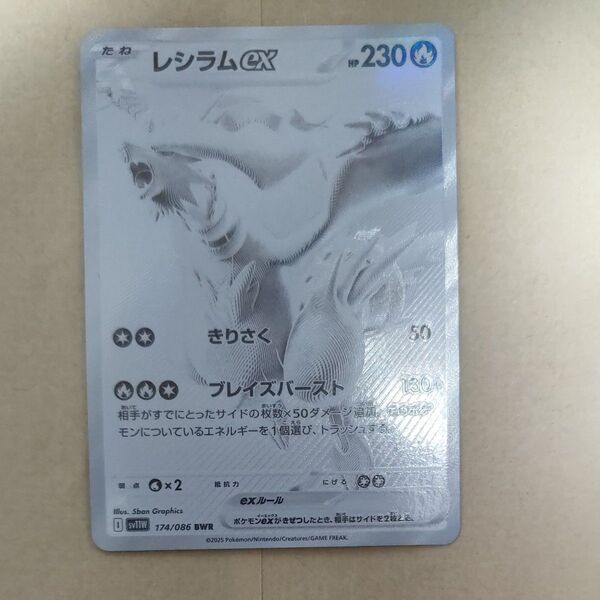 たね
レシラムex
HP 230
きりさく 50
ブレイズバースト 130+
相手がすでにとったサイドの枚数×50ダメージ追加。
モンについているエネルギーを1個選び、トラッシュする
弱点 ×2 抵抗力 にげる
exルール
ポケモンexがきぜつしたとき、相手はサイドを2枚とる。
Illus. 5ban Graphics
I sv11W 174/086 BWR
©2025 Pokémon/Nintendo/Creatures/GAME FREAK.